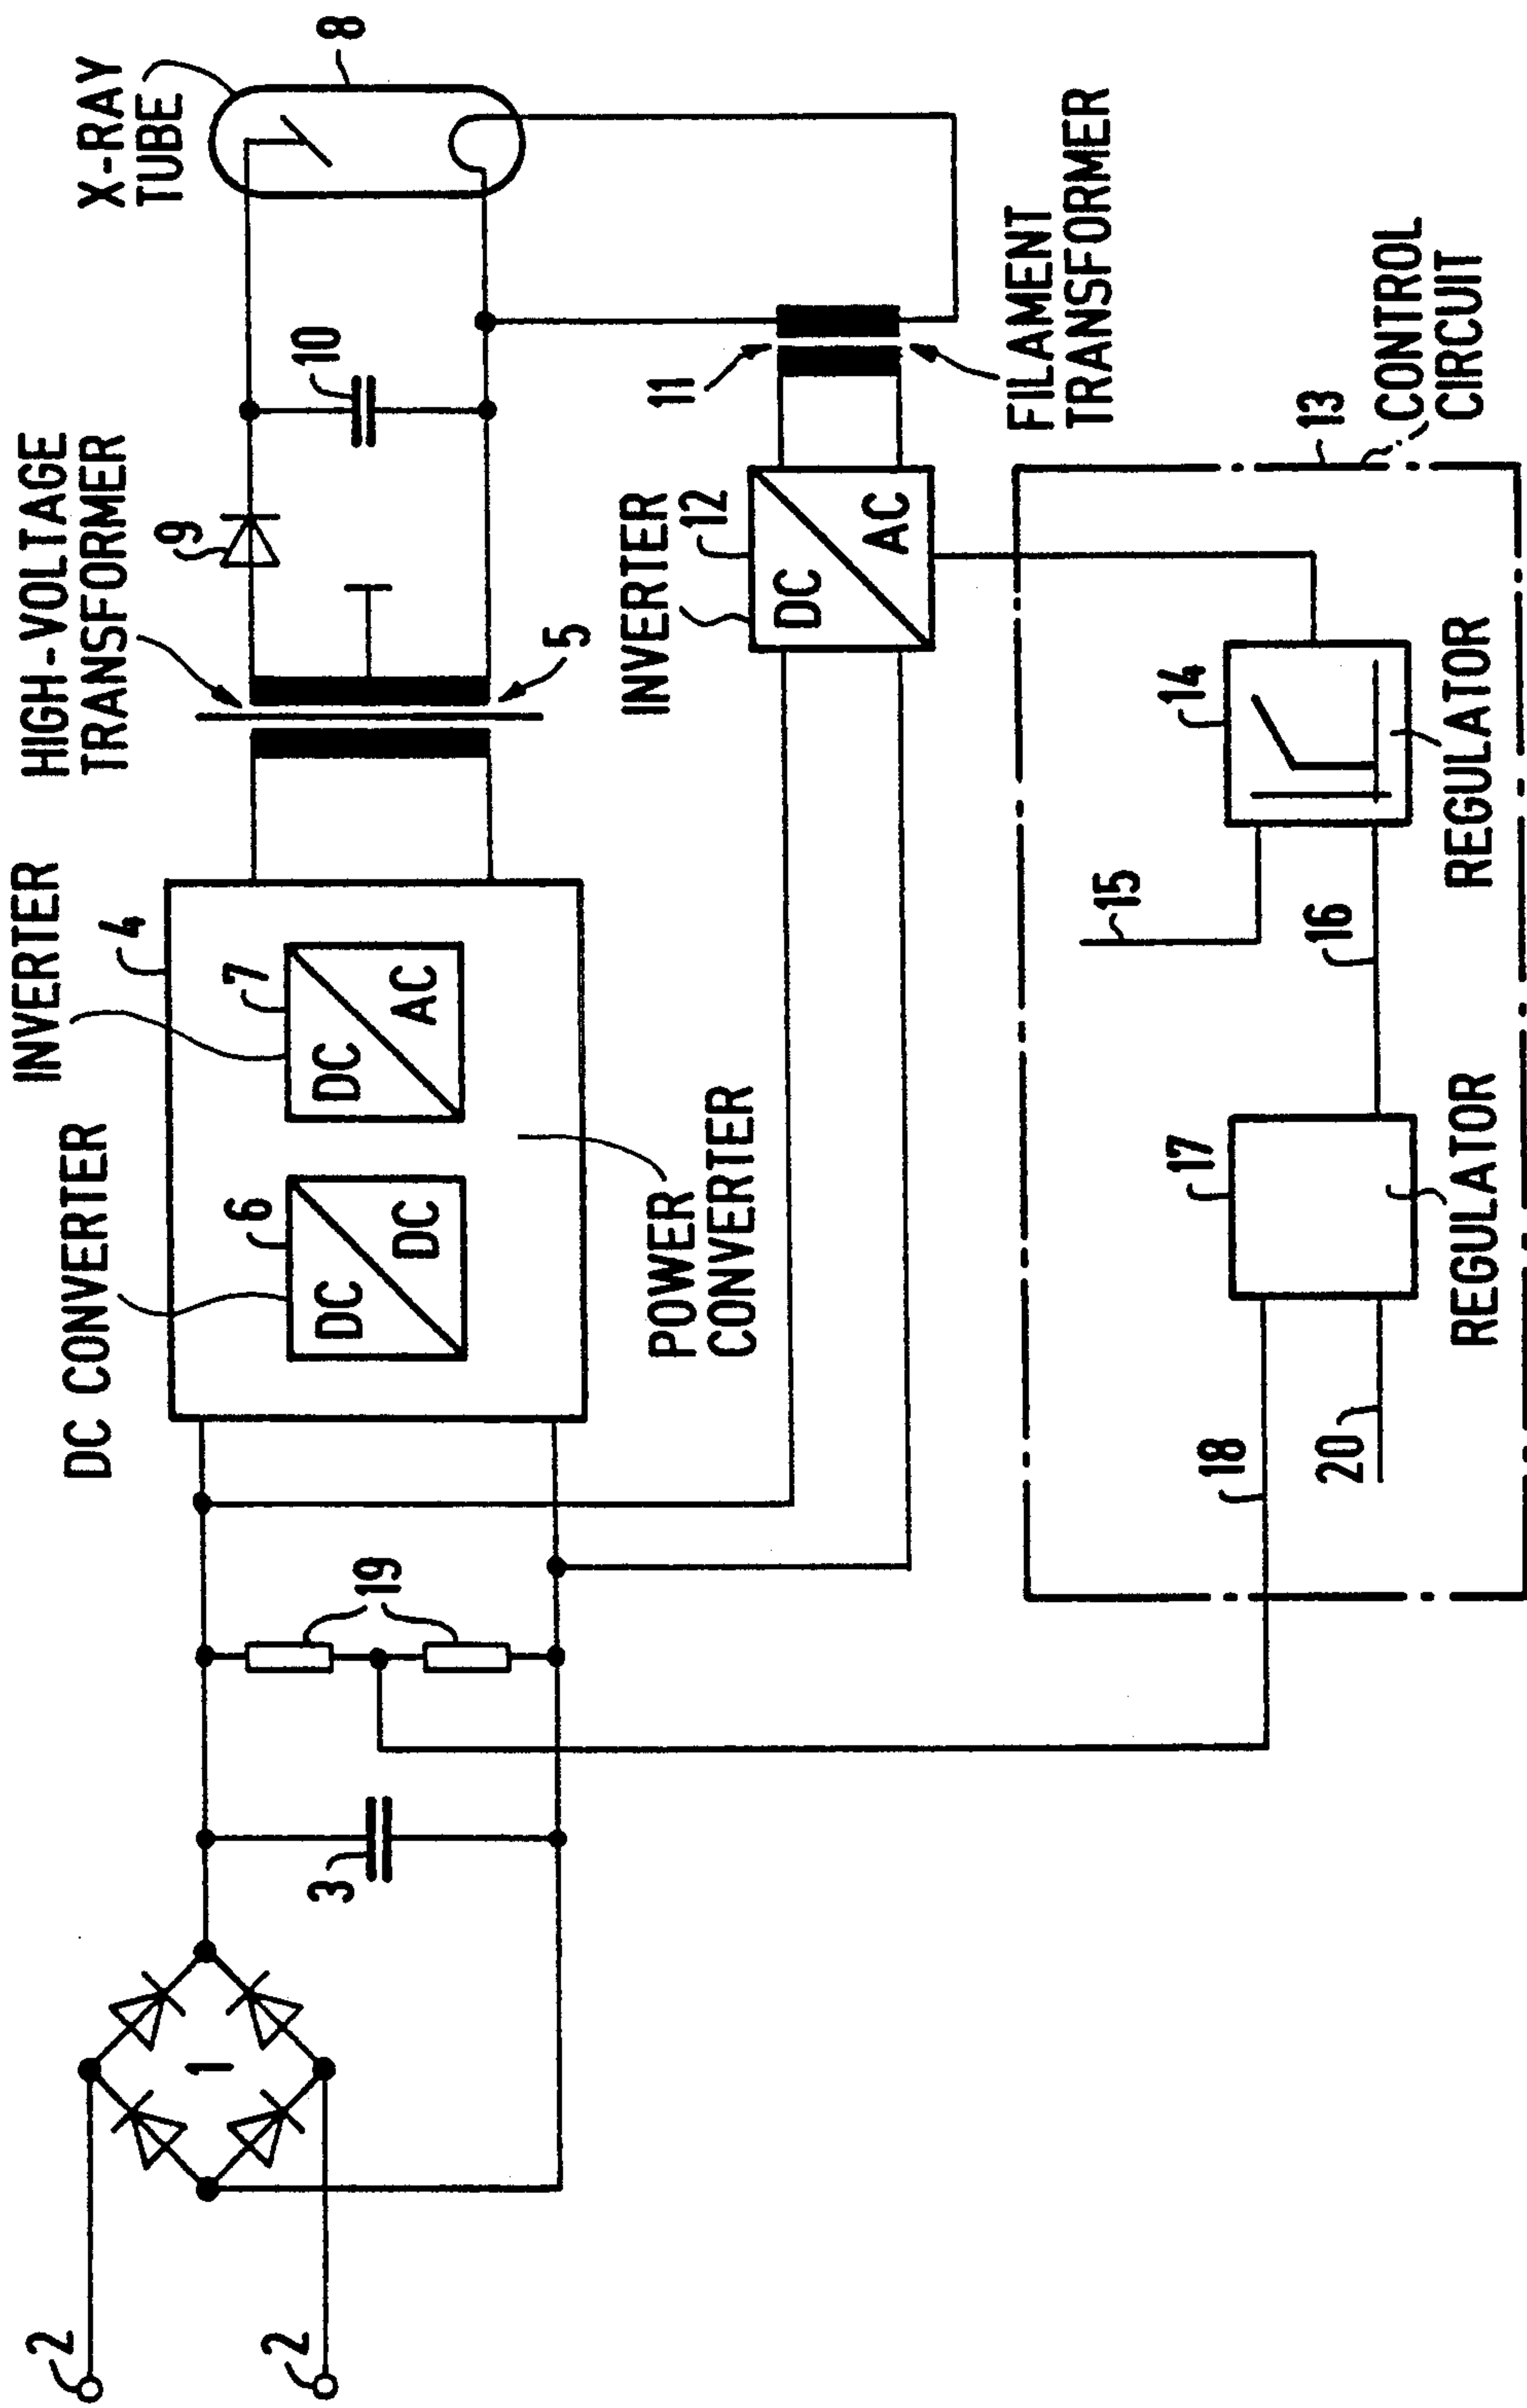 2
2
1
3
19
DC CONVERTER
6
DC
DC
INVERTER
4
7
DC
AC
POWER
CONVERTER
HIGH-VOLTAGE
TRANSFORMER
5
9
10
X-RAY
TUBE
8
INVERTER
12
DC
AC
11
FILAMENT
TRANSFORMER
13
CONTROL
CIRCUIT
18
20
17
REGULATOR
16
15
14
REGULATOR